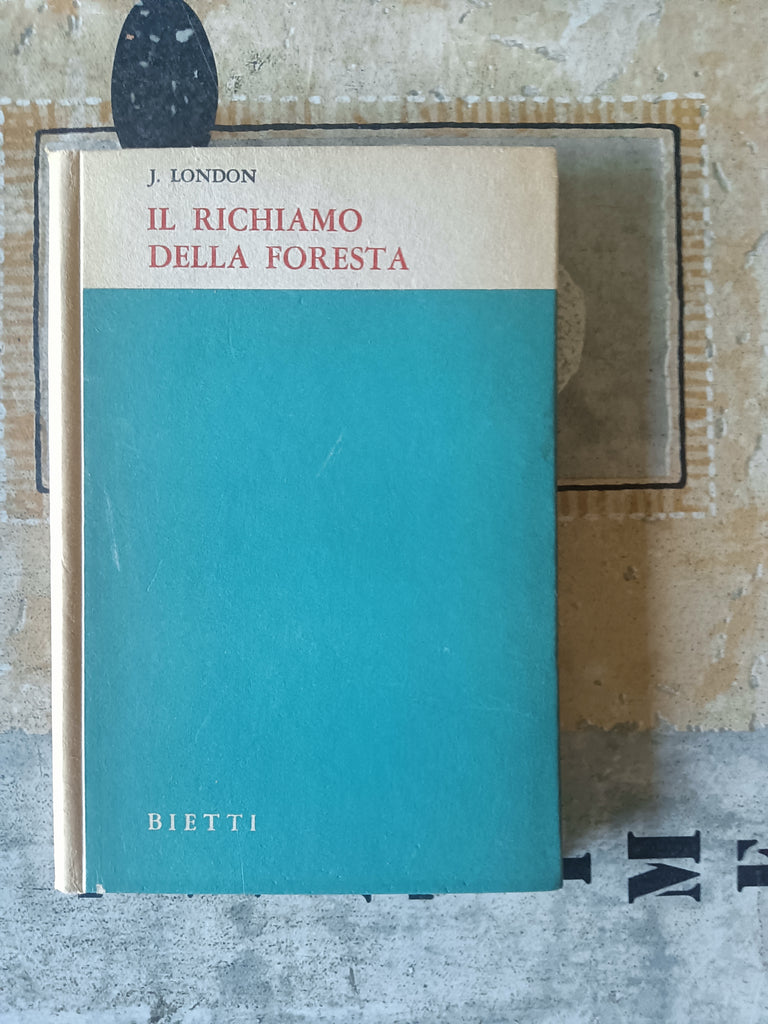 J. LONDON
IL RICHIAMO
DELLA FORESTA
BIETTI
M